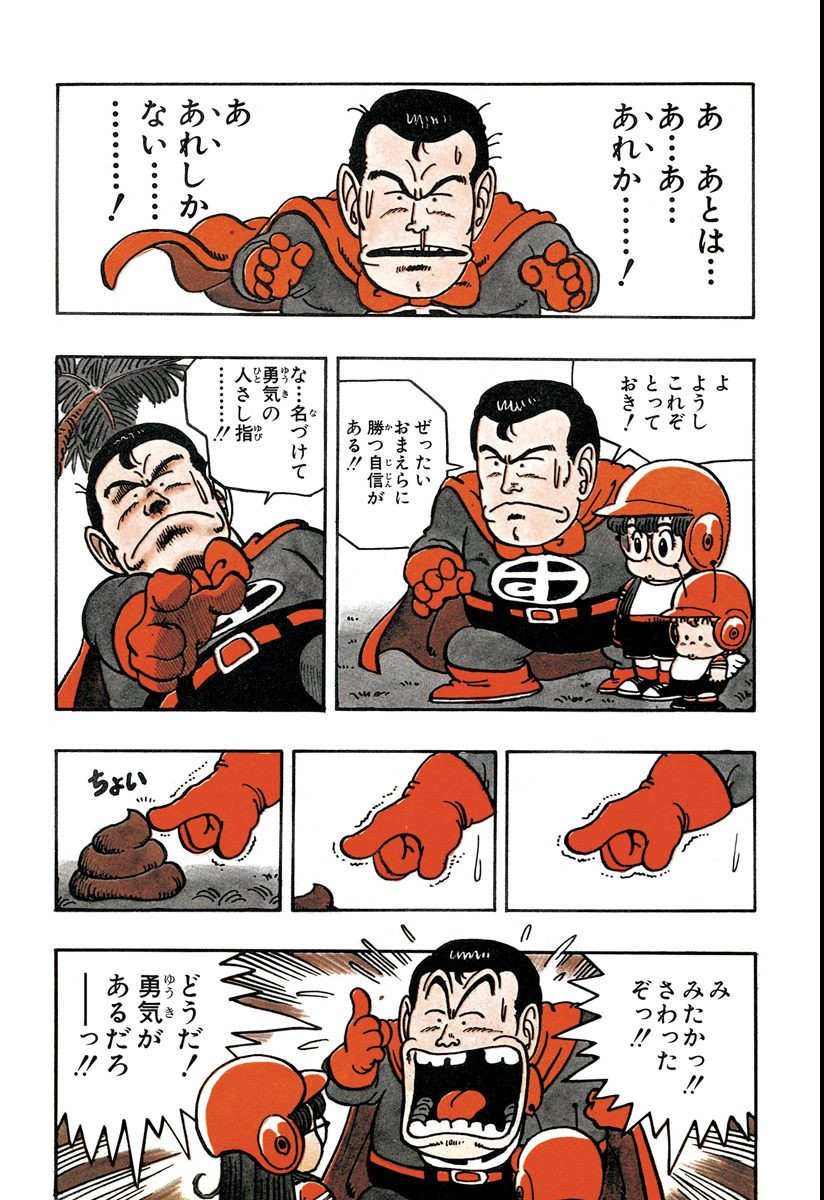 あ あとは…
あ…あ…
あれか………！
あ
あれしか
ない……
…………！
よ
ようし
これぞ
とって
おき！
ぜったい
おまえらに
勝つ自信が
ある!!
な…名づけて
勇気の
人さし指
………!!
ちょい
み
みたかっ!!
さわった
ぞっ!!
どうだ！
勇気が
あるだろ
──っ!!